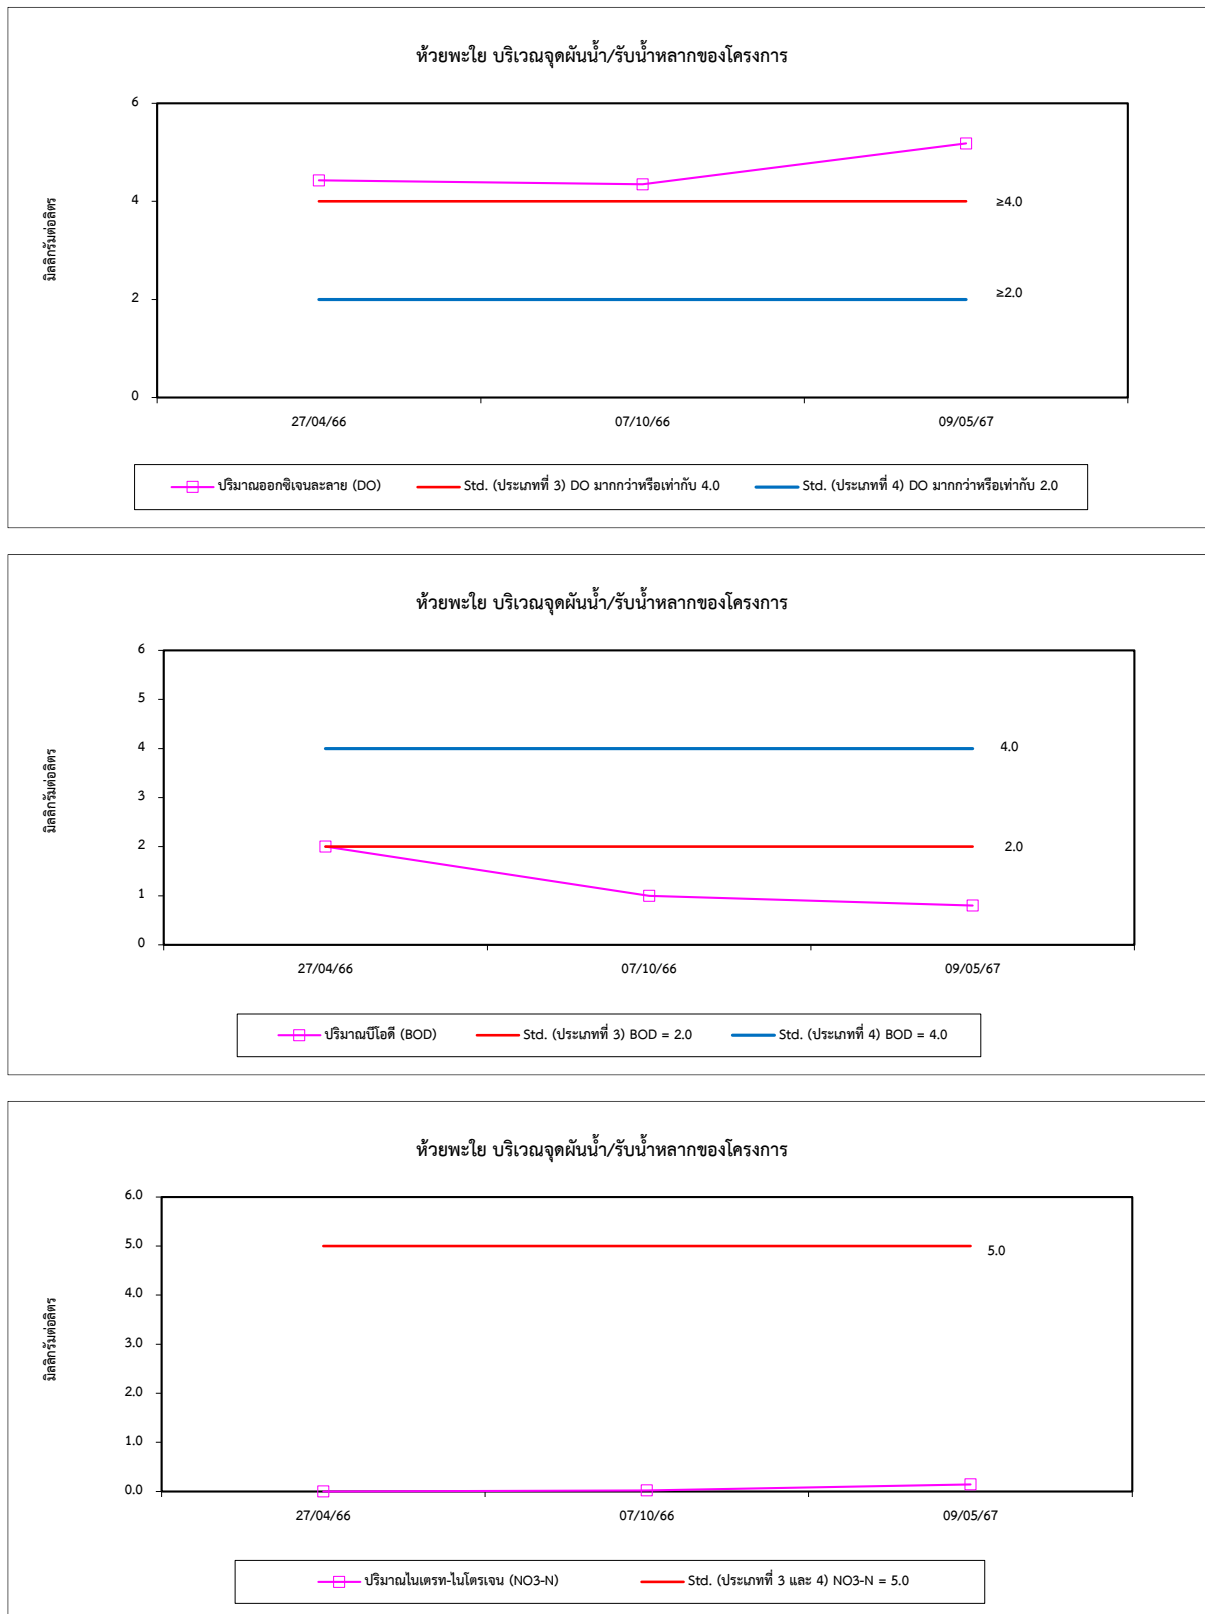 ห้วยพะใย บริเวณจุดผันน้ำ/รับน้ำหลากของโครงการ
มิลลิกรัมต่อลิตร
6
4
2
0
≥4.0
≥2.0
27/04/66 07/10/66 09/05/67
ปริมาณออกซิเจนละลาย (DO) Std. (ประเภทที่ 3) DO มากกว่าหรือเท่ากับ 4.0 Std. (ประเภทที่ 4) DO มากกว่าหรือเท่ากับ 2.0
ห้วยพะใย บริเวณจุดผันน้ำ/รับน้ำหลากของโครงการ
มิลลิกรัมต่อลิตร
6
5
4
3
2
1
0
4.0
2.0
27/04/66 07/10/66 09/05/67
ปริมาณบีโอดี (BOD) Std. (ประเภทที่ 3) BOD = 2.0 Std. (ประเภทที่ 4) BOD = 4.0
ห้วยพะใย บริเวณจุดผันน้ำ/รับน้ำหลากของโครงการ
มิลลิกรัมต่อลิตร
6.0
5.0
4.0
3.0
2.0
1.0
0.0
5.0
27/04/66 07/10/66 09/05/67
ปริมาณไนเตรท-ไนโตรเจน (NO3-N) Std. (ประเภทที่ 3 และ 4) NO3-N = 5.0